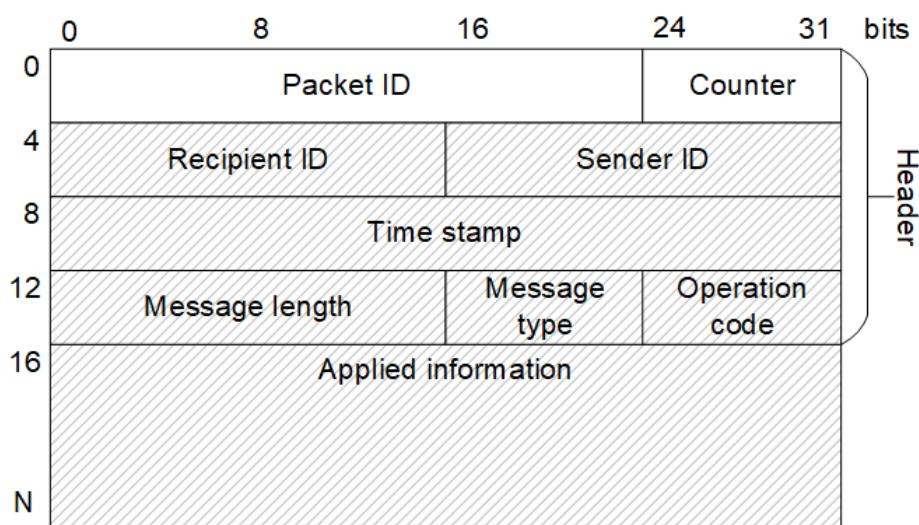 0 8 16 24 31 bits
0
Packet ID Counter
4
Recipient ID Sender ID
8
Time stamp
12
Message length Message type Operation code
16
Applied information
N
Header